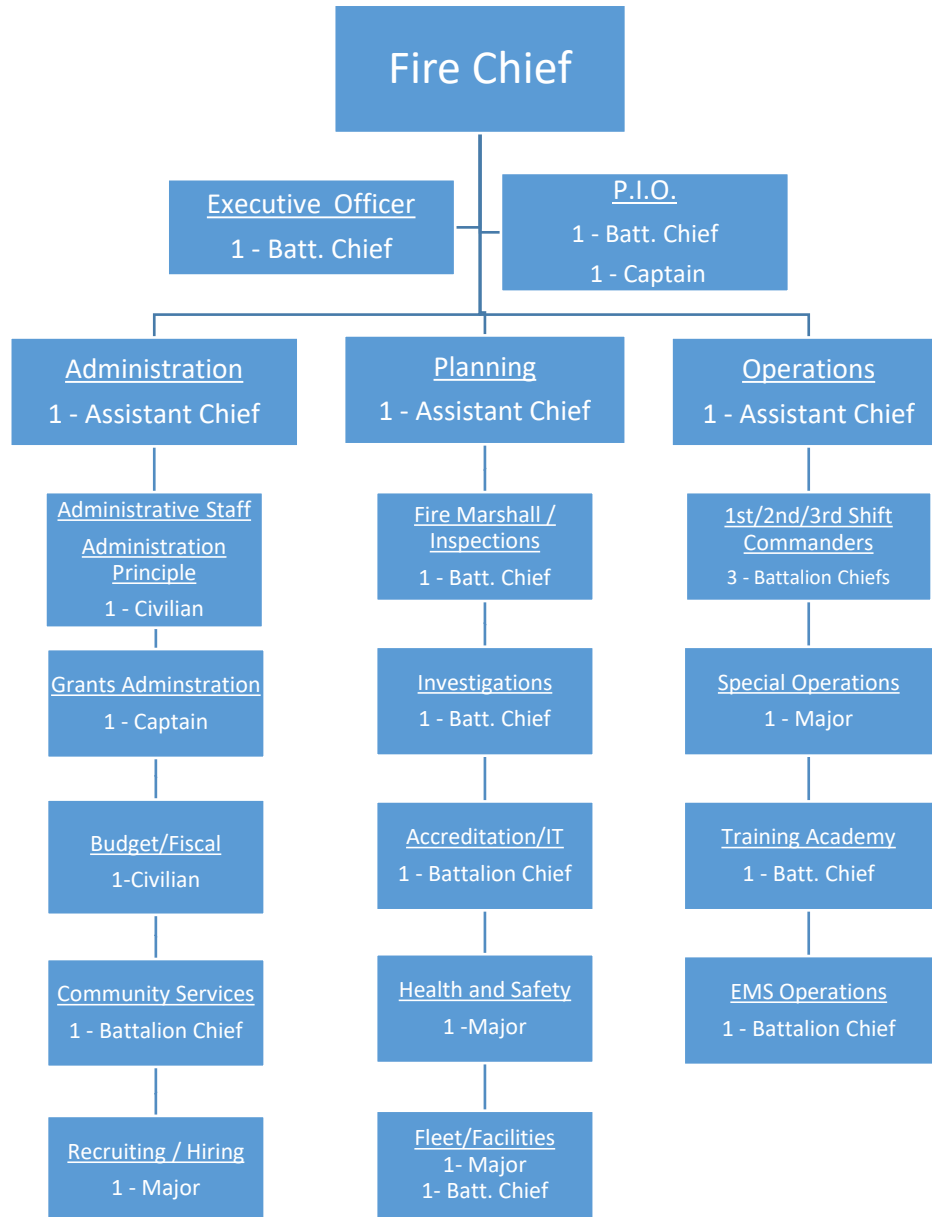 Fire Chief
Executive Officer
1 - Batt. Chief
P.I.O.
1 - Batt. Chief
1 - Captain
Administration
1 - Assistant Chief
Planning
1 - Assistant Chief
Operations
1 - Assistant Chief
Administrative Staff
Administration
Principle
1 - Civilian
Grants Adminstration
1 - Captain
Budget/Fiscal
1-Civilian
Community Services
1 - Battalion Chief
Recruiting / Hiring
1 - Major
Fire Marshall /
Inspections
1 - Batt. Chief
Investigations
1 - Batt. Chief
Accreditation/IT
1 - Battalion Chief
Health and Safety
1 -Major
Fleet/Facilities
1- Major
1- Batt. Chief
1st/2nd/3rd Shift
Commanders
3 - Battalion Chiefs
Special Operations
1 - Major
Training Academy
1 - Batt. Chief
EMS Operations
1 - Battalion Chief